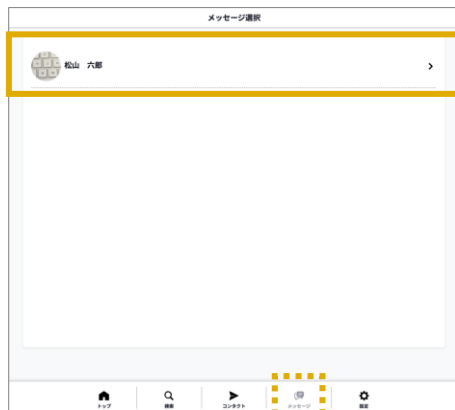 メッセージ選択
松山 六郎
トップ
検索
コンタクト
メッセージ
設定